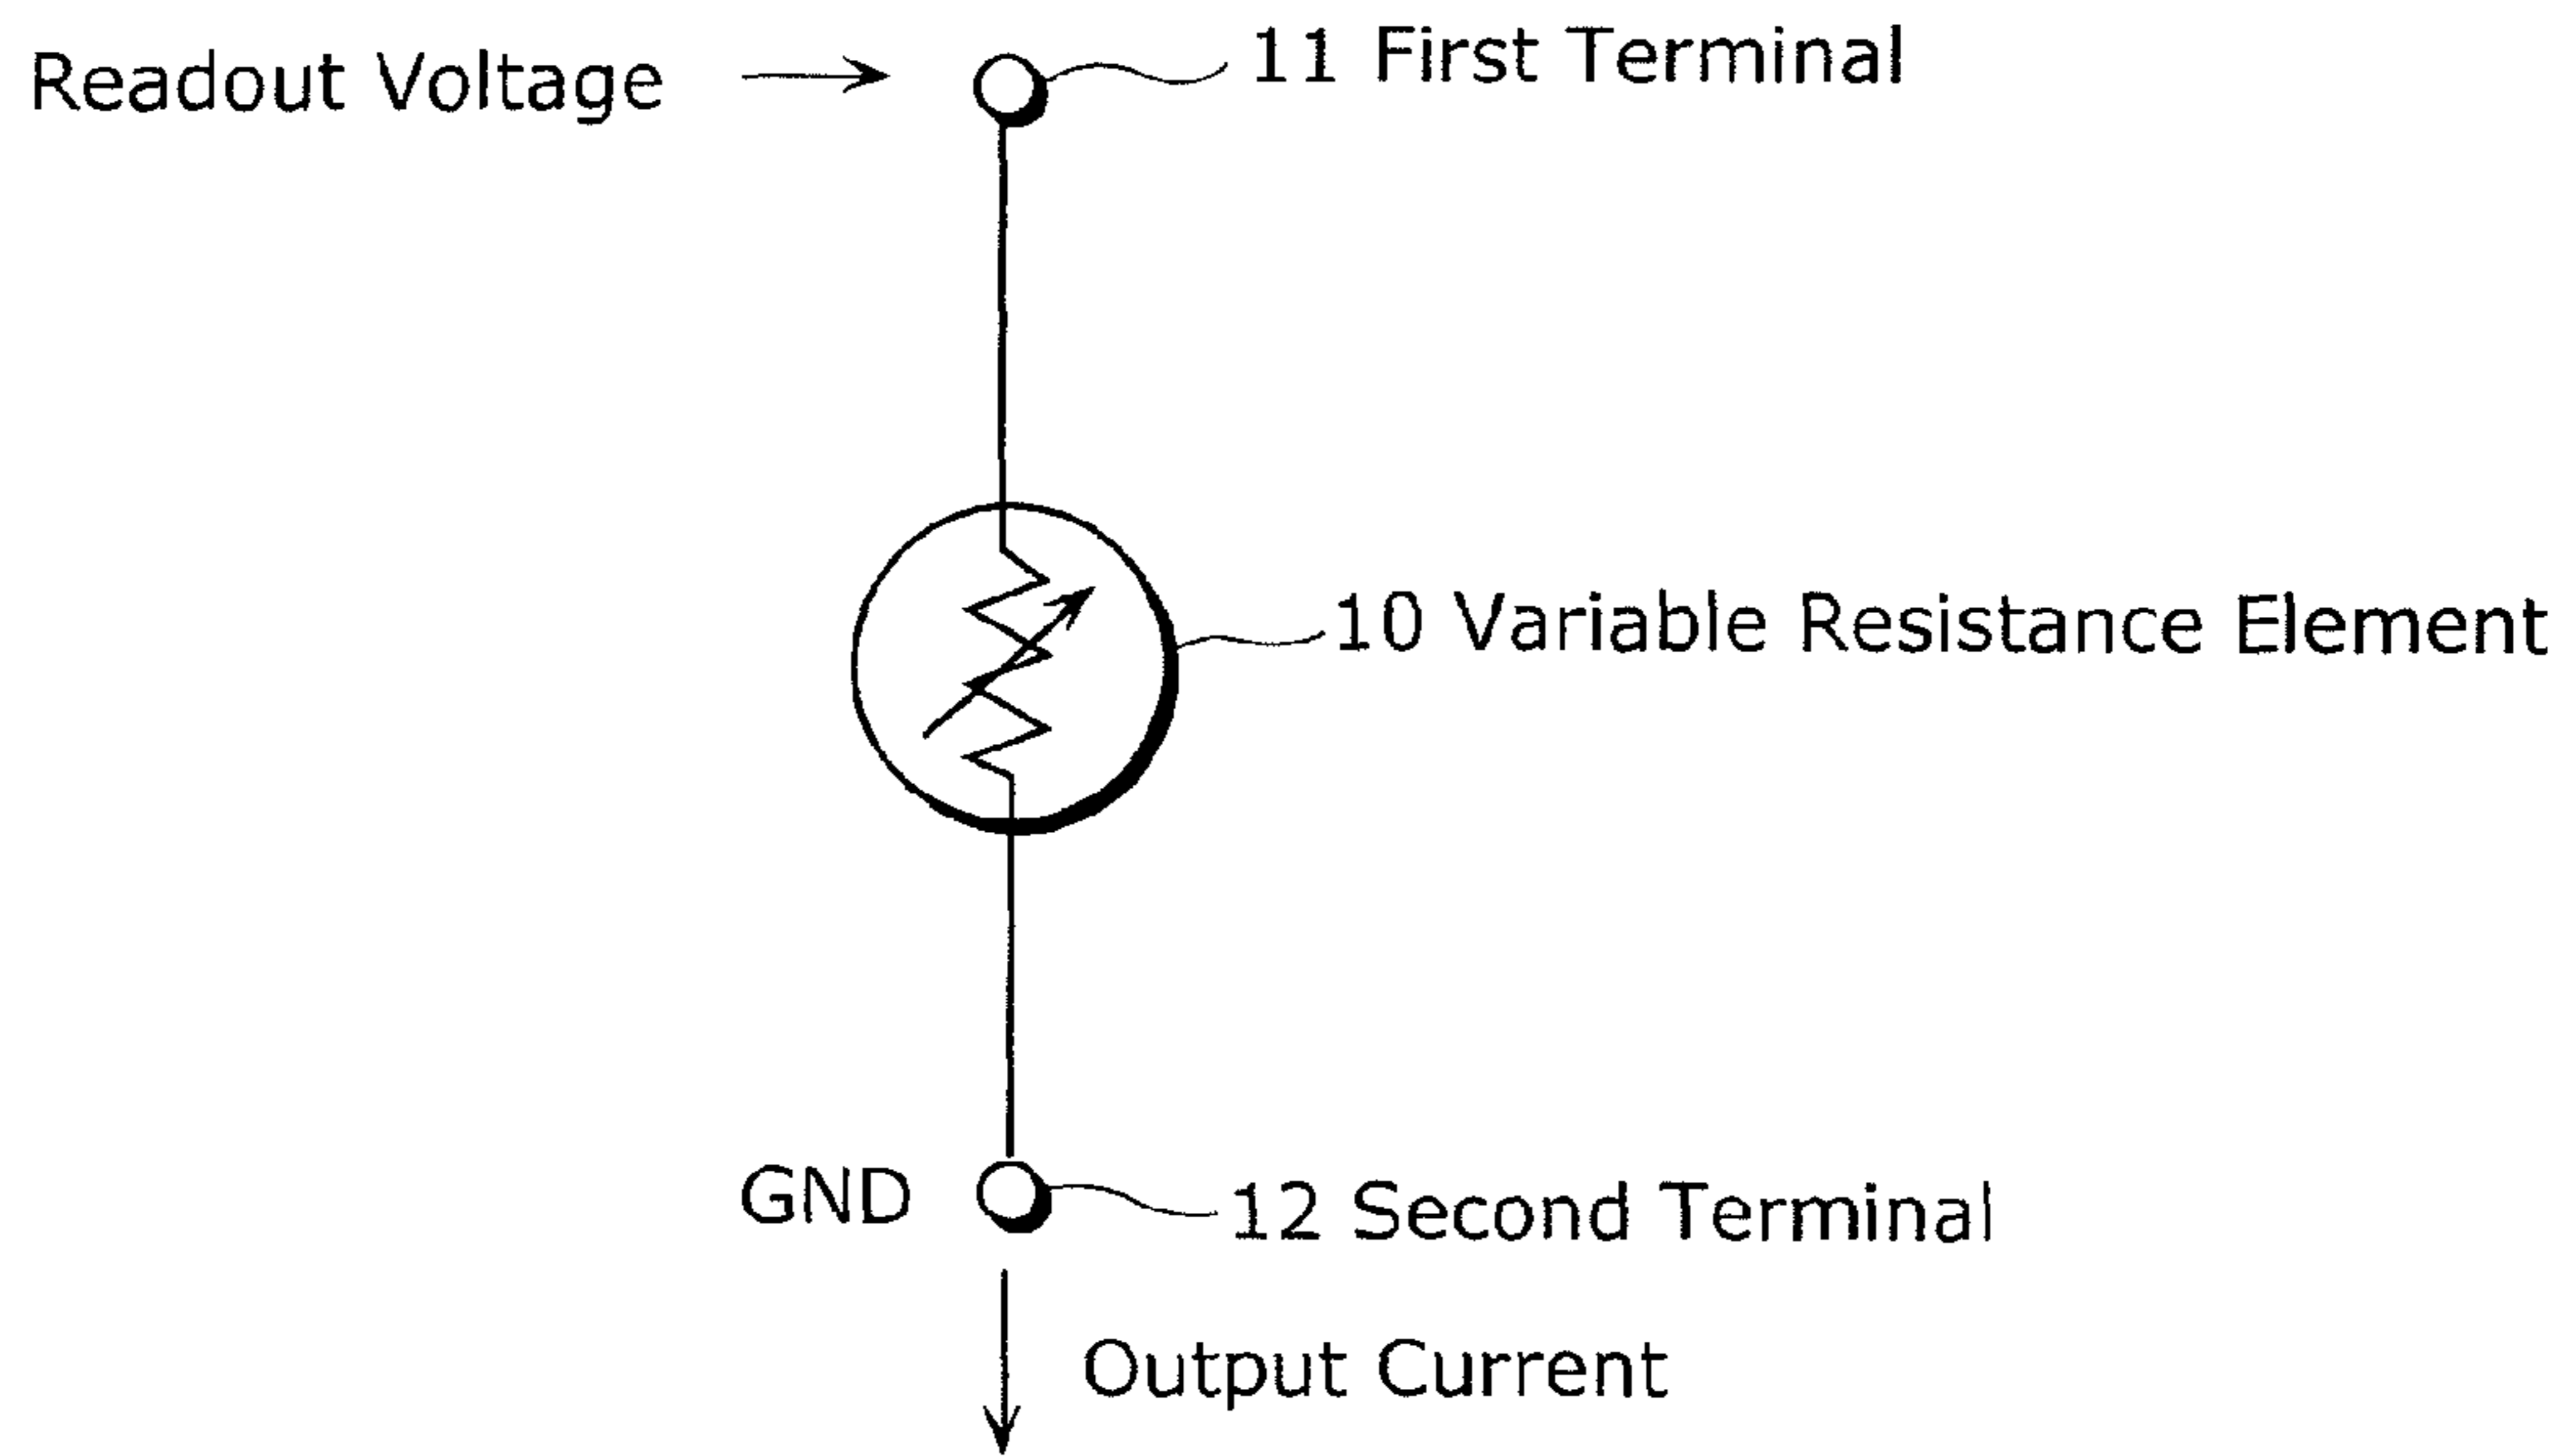 Readout Voltage
11 First Terminal
10 Variable Resistance Element
GND
12 Second Terminal
Output Current